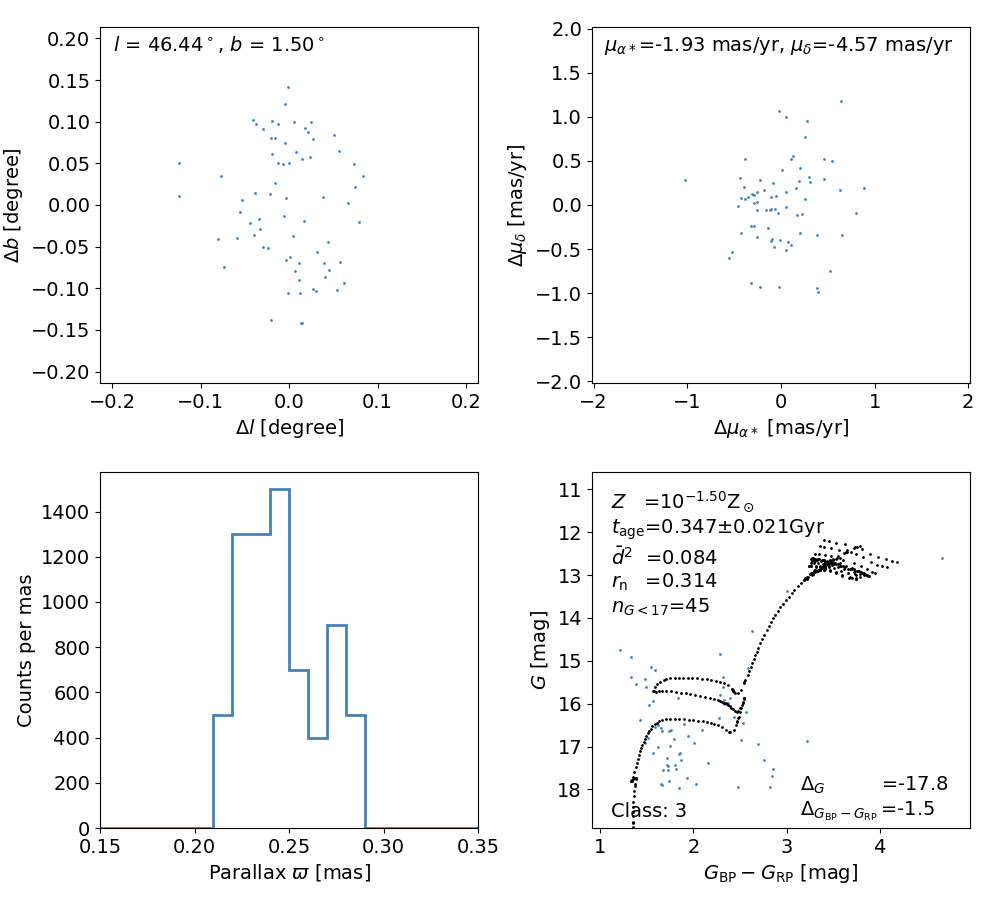 l = 46.44°, b = 1.50°
0.20
0.15
0.10
0.05
0.00
−0.05
−0.10
−0.15
−0.20
Δb [degree]
−0.2
−0.1
0.0
0.1
0.2
Δl [degree]
μα∗=-1.93 mas/yr, μδ=-4.57 mas/yr
2.0
1.5
1.0
0.5
0.0
−0.5
−1.0
−1.5
−2.0
Δμδ [mas/yr]
−2
−1
0
1
2
Δμα∗ [mas/yr]
1400
1200
1000
800
600
400
200
0
Counts per mas
0.15
0.20
0.25
0.30
0.35
Parallax ϖ [mas]
11
12
13
14
15
16
17
18
G [mag]
Z =10^−1.50 Z⊙
tage=0.347±0.021Gyr
d̄² =0.084
rn =0.314
nG<17=45
ΔG =-17.8
ΔGBP−GRP=-1.5
Class: 3
1
2
3
4
GBP − GRP [mag]